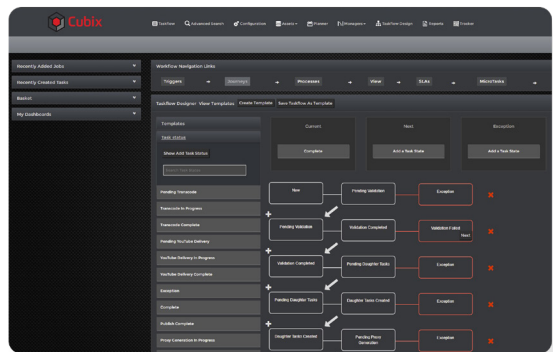 Cubix
Taskflow Advanced Search Configuration Assets Planner Managers Taskflow Design Reports Tracker
Recently Added Jobs
Recently Created Tasks
Basket
My Dashboards
Workflow Navigation Links
Triggers Journeys Processes View SLAs MicroTasks
Taskflow Designer View Templates Create Template Save Taskflow As Template
Templates
Task Status
Show Add Task Status
Search Task Status
Pending Transcode
Transcode In Progress
Transcode Complete
Pending YouTube Delivery
YouTube Delivery In Progress
YouTube Delivery Complete
Exception
Complete
Publish Complete
Proxy Generation In Progress
Current Next Exception
Complete Add a Task State Add a Task State
New Pending Validation Exception
Pending Validation Validation Completed Validation Failed
Next
Validation Completed Pending Daughter Tasks Exception
Pending Daughter Tasks Daughter Tasks Created Exception
Daughter Tasks Created Pending Proxy Generation Exception